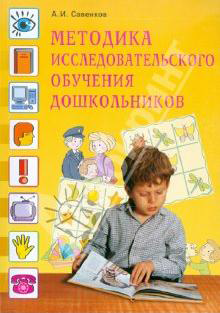 А. И. Савенков
МЕТОДИКА
ИССЛЕДОВАТЕЛЬСКОГО
ОБУЧЕНИЯ
ДОШКОЛЬНИКОВ